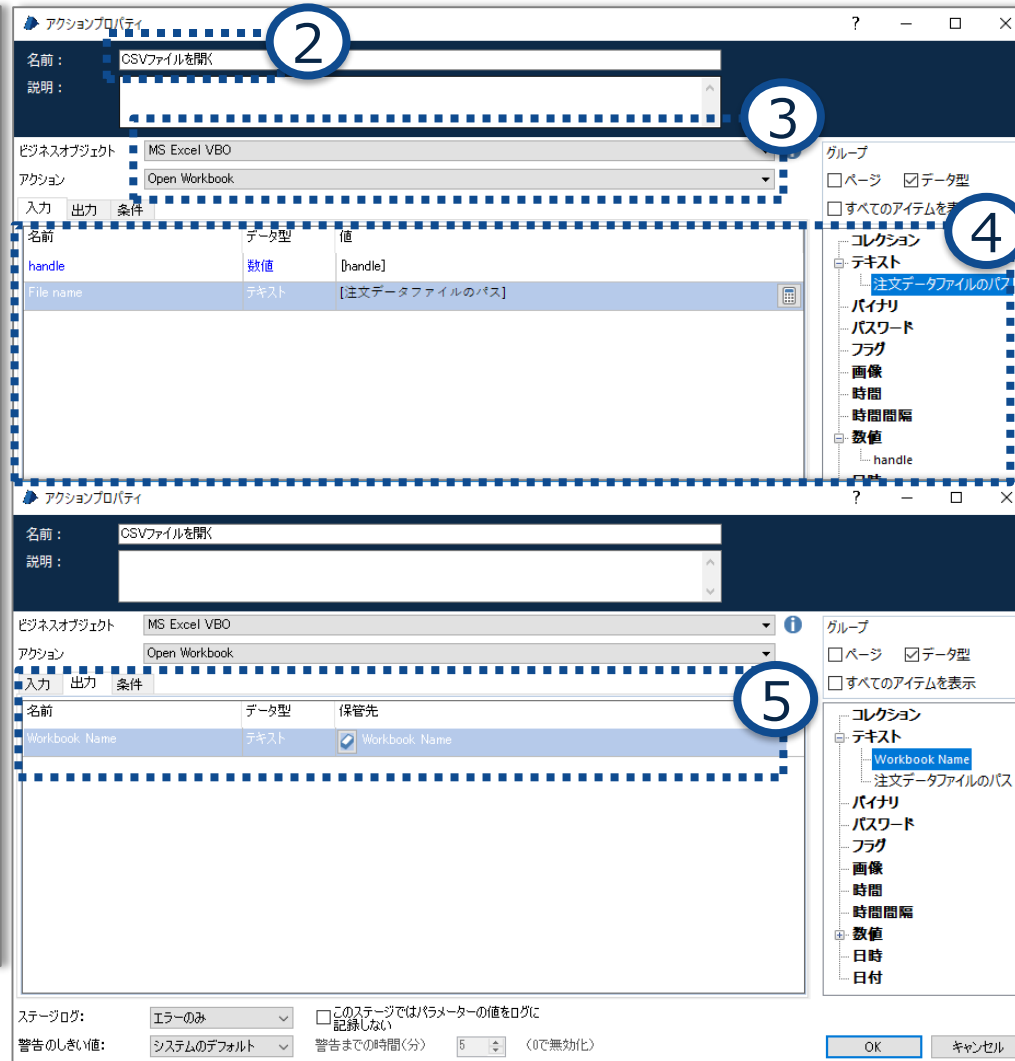 アクションプロパティ
?
②
名前：
CSVファイルを開く
説明：
③
ビジネスオブジェクト
MS Excel VBO
アクション
Open Workbook
グループ
ページ
データ型
すべてのアイテムを表
④
入力
出力
条件
名前
データ型
値
handle
数値
[handle]
File name
テキスト
[注文データファイルのパス]
コレクション
テキスト
注文データファイルのパス
バイナリ
パスワード
フラグ
画像
時間
時間間隔
数値
handle
日時
アクションプロパティ
?
名前：
CSVファイルを開く
説明：
ビジネスオブジェクト
MS Excel VBO
アクション
Open Workbook
グループ
ページ
データ型
すべてのアイテムを表示
入力
出力
条件
⑤
名前
データ型
保管先
Workbook Name
テキスト
Workbook Name
コレクション
テキスト
Workbook Name
注文データファイルのパス
バイナリ
パスワード
フラグ
画像
時間
時間間隔
数値
日時
日付
ステージログ:
エラーのみ
このステージではパラメーターの値をログに
記録しない
警告のしきい値:
システムのデフォルト
警告までの時間(分)
5
(0で無効化)
OK
キャンセル